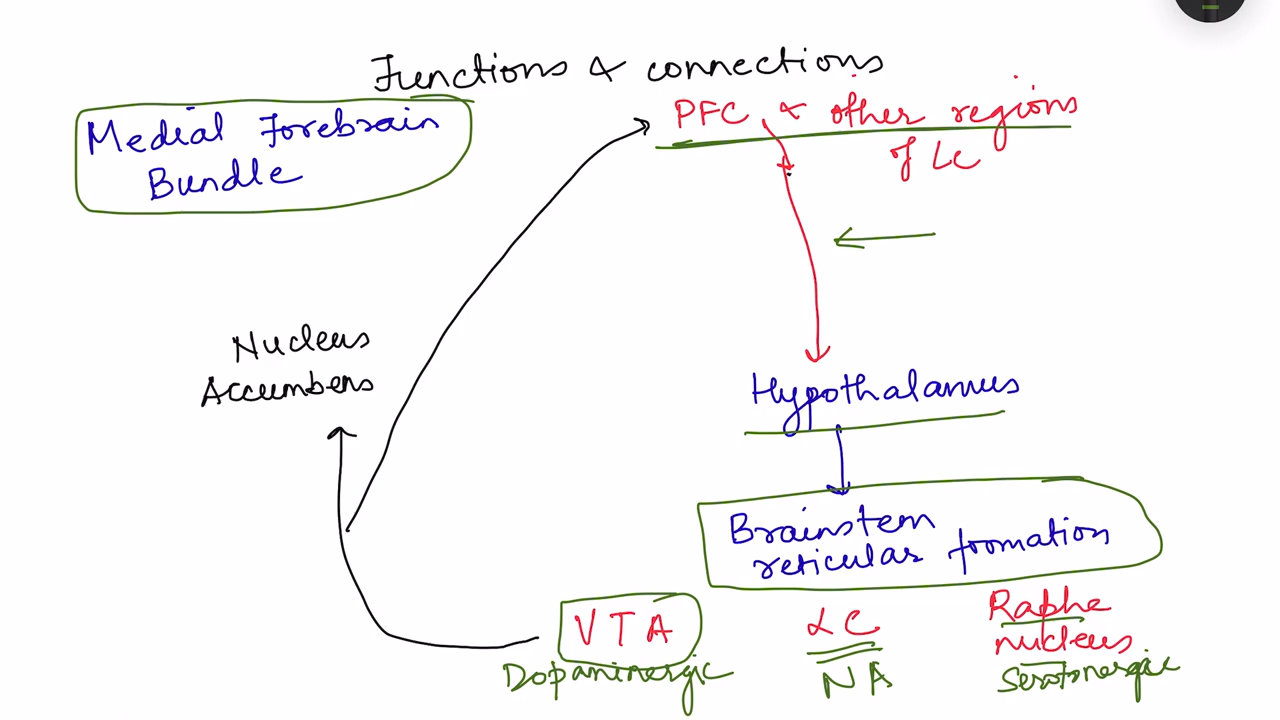 Functions & connections
Medial Forebrain
Bundle
PFC & other regions
of LC
Nucleus
Accumbens
Hypothalamus
Brainstem
reticular formation
VTA
Dopaminergic
LC
NA
Raphe
nucleus
Serotonergic